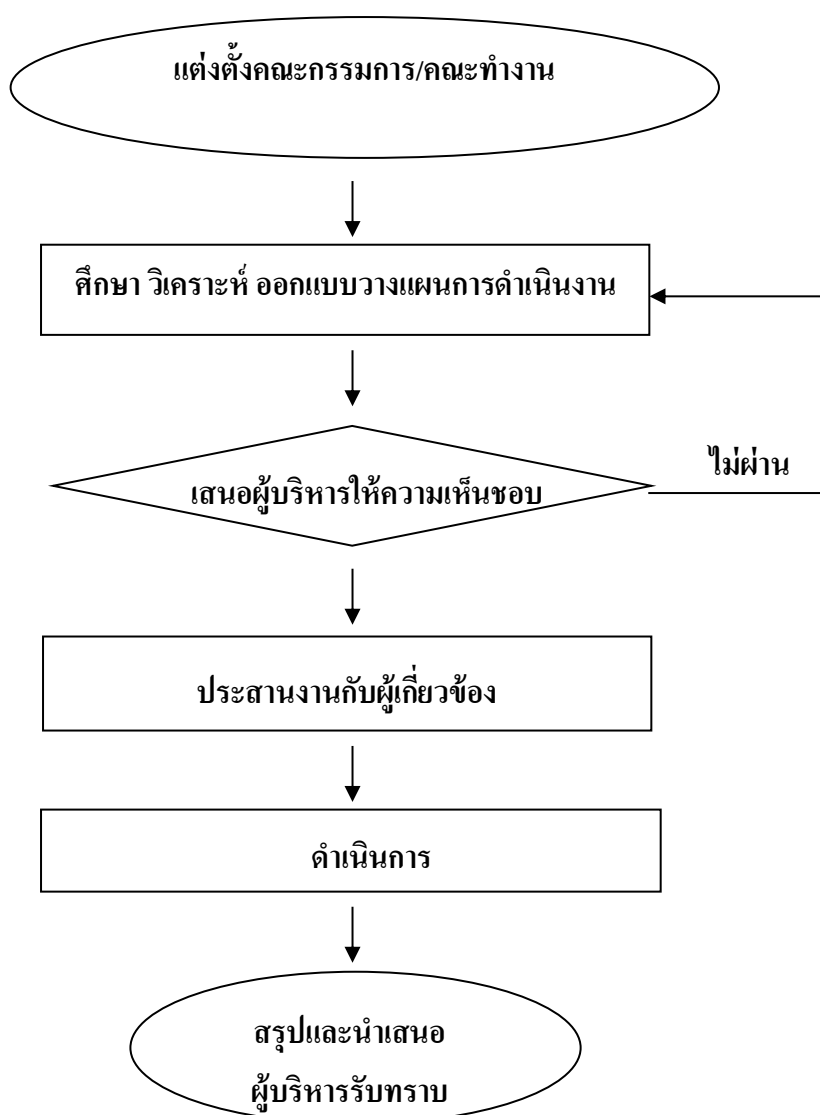 แต่งตั้งคณะกรรมการ/คณะทำงาน
ศึกษา วิเคราะห์ ออกแบบวางแผนการดำเนินงาน
ไม่ผ่าน
เสนอผู้บริหารให้ความเห็นชอบ
ประสานงานกับผู้เกี่ยวข้อง
ดำเนินการ
สรุปและนำเสนอ
ผู้บริหารรับทราบ